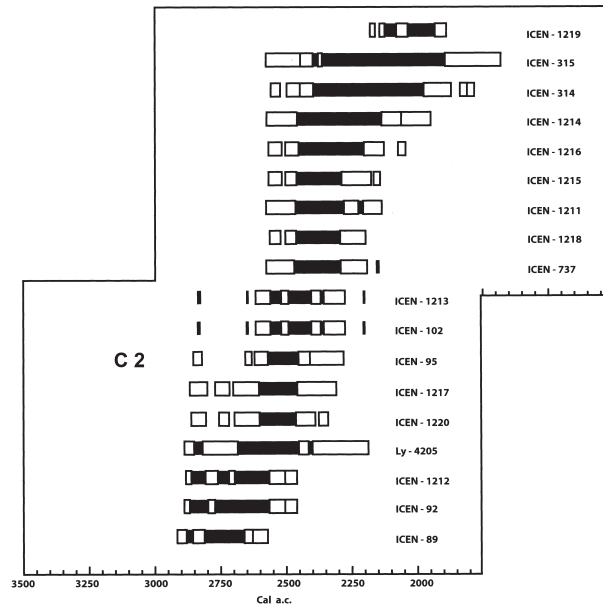 ICEN - 1219
ICEN - 315
ICEN - 314
ICEN - 1214
ICEN - 1216
ICEN - 1215
ICEN - 1211
ICEN - 1218
ICEN - 737
ICEN - 1213
ICEN - 102
C 2
ICEN - 95
ICEN - 1217
ICEN - 1220
Ly - 4205
ICEN - 1212
ICEN - 92
ICEN - 89
3500 3000 2750 2500 2250 2000
Cal a.c.